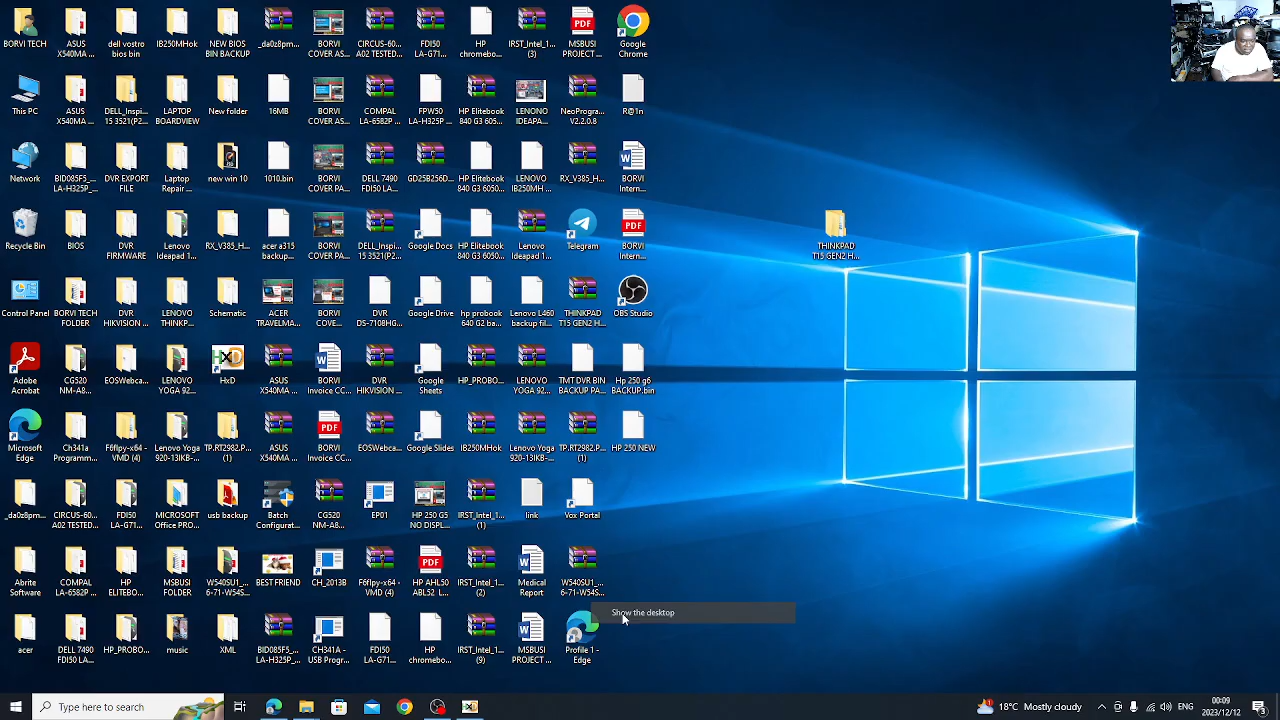 BORVI TECH
ASUS
X540MA ...
dell vostro
bios bin
IB250MHok
NEW BIOS
BIN BACKUP
_da0z8pm...
BORVI
COVER AS...
CIRCUS-60...
A02 TESTED...
FDI50
LA-G71...
HP
chromebo...
IRST_Intel_1...
(3)
MSBUSI
PROJECT ...
Google
Chrome
This PC
ASUS
X540MA ...
DELL_Inspi...
15 3521(P2...
LAPTOP
BOARDVIEW
New folder
16MB
BORVI
COVER AS...
COMPAL
LA-6582P ...
FPW50
LA-H325P ...
HP Elitebook
840 G3 6050...
LENONO
IDEAPA...
NeoProgra...
V2.2.0.8
R@1n
Network
BID085F5_...
LA-H325P_...
DVR EXPORT
FILE
Laptop
Repair ...
new win 10
1010.bin
BORVI
COVER PA...
DELL 7490
FDI50 LA-...
GD25B256D...
HP Elitebook
840 G3 6050...
LENOVO
IB250MH ...
RX_V385_H...
BORVI
Intern...
Recycle Bin
BIOS
DVR
FIRMWARE
Lenovo
Ideapad 1...
RX_V385_H...
acer a315
backup...
BORVI
COVER PA...
DELL_Inspi...
15 3521(P2...
Google Docs
HP Elitebook
840 G3 6050...
Lenovo
Ideapad 1...
Telegram
BORVI
Intern...
THINKPAD
T15 GEN2 H...
Control Panel
BORVI TECH
FOLDER
DVR
HIKVISION ...
LENOVO
THINKP...
Schematic
ACER
TRAVELMA...
BORVI
COVE...
DVR
DS-7108HG...
Google Drive
hp probook
640 G2 ba...
Lenovo L460
backup fil...
THINKPAD
T15 GEN2 H...
OBS Studio
Adobe
Acrobat
CG520
NM-A8...
EOSWebca...
LENOVO
YOGA 92...
HxD
ASUS
X540MA ...
BORVI
Invoice CC...
DVR
HIKVISION ...
Google
Sheets
HP_PROBO...
LENOVO
YOGA 92...
TMT DVR BIN
BACKUP PA...
Hp 250 g6
BACKUP.bin
Microsoft
Edge
Ch341a
Programm...
F6flpy-x64 -
VMD (4)
Lenovo Yoga
920-13IKB-...
TP.RT2982.P...
(1)
ASUS
X540MA ...
BORVI
Invoice CC...
EOSWebca...
Google Slides
IB250MHok
Lenovo Yoga
920-13IKB-...
TP.RT2982.P...
(1)
HP 250 NEW
_da0z8pm...
CIRCUS-60...
A02 TESTED...
FDI50
LA-G71...
MICROSOFT
Office PRO...
usb backup
Batch
Configurat...
CG520
NM-A8...
EP01
HP 250 G5
NO DISPL...
IRST_Intel_1...
(1)
link
Vox Portal
Abrite
Software
COMPAL
LA-6582P ...
HP
ELITEBO...
MSBUSI
FOLDER
W540SU1_...
6-71-W54S...
BEST FRIEND
CH_2013B
F6flpy-x64 -
VMD (4)
HP AHL50
ABL52 L...
IRST_Intel_1...
(2)
Medical
Report
W540SU1_...
6-71-W54S...
Show the desktop
acer
DELL 7490
FDI50 LA...
HP_PROBO...
music
XML
BID085F5_...
LA-H325P_...
CH341A -
USB Progr...
FDI50
LA-G71...
HP
chromebo...
IRST_Intel_1...
(9)
MSBUSI
PROJECT ...
Profile 1 -
Edge
Type here to search
18°C Mostly cloudy
ENG
00:09
2023/12/12
3